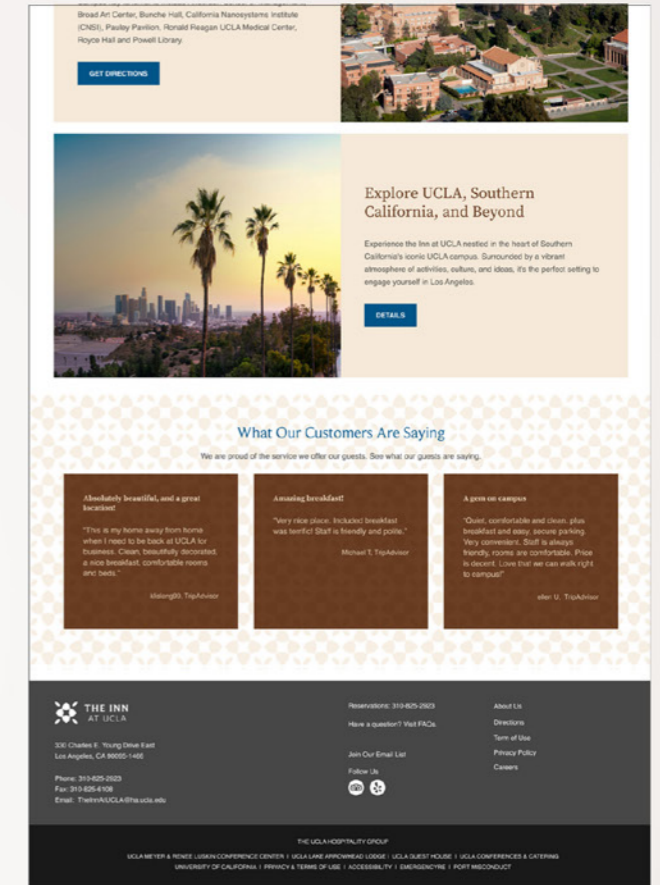 Broad Art Center, Bunche Hall, California Nanosystems Institute
(CNSI), Pauley Pavilion, Ronald Reagan UCLA Medical Center,
Royce Hall and Powell Library.
GET DIRECTIONS
Explore UCLA, Southern
California, and Beyond
Experience the Inn at UCLA nestled in the heart of Southern
California's iconic UCLA campus. Surrounded by a vibrant
atmosphere of activities, culture, and ideas, it's the perfect setting to
engage yourself in Los Angeles.
DETAILS
What Our Customers Are Saying
We are proud of the service we offer our guests. See what our guests are saying.
Absolutely beautiful, and a great
location!
"This is my home away from home
when I need to be back at UCLA for
business. Clean, beautifully decorated,
a nice breakfast, comfortable rooms
and beds."
TripAdvisor
Amazing breakfast!
"Very nice place. Included breakfast
was terrific! Staff is friendly and polite."
Michael T, TripAdvisor
A gem on campus
"Quiet, comfortable and clean, plus
breakfast and easy, secure parking.
Very convenient. Staff is always
friendly, rooms are comfortable. Price
is decent. Love that we can walk right
to campus!"
ellen U, TripAdvisor
THE INN
AT UCLA
330 Charles E. Young Drive East
Los Angeles, CA 90095-1465
Phone: 310-825-2923
Fax: 310-825-6108
Email: TheInnAtUCLA@ha.ucla.edu
Reservations: 310-825-2923
Have a question? Visit FAQs.
Join Our Email List
Follow Us
About Us
Directions
Term of Use
Privacy Policy
Careers
THE UCLA HOSPITALITY GROUP
UCLA MEYER & RENEE LUSKIN CONFERENCE CENTER | UCLA LAKE ARROWHEAD LODGE | UCLA GUEST HOUSE | UCLA CONFERENCES & CATERING
UNIVERSITY OF CALIFORNIA | PRIVACY & TERMS OF USE | ACCESSIBILITY | EMERGENCYRE | PORT MISCONDUCT